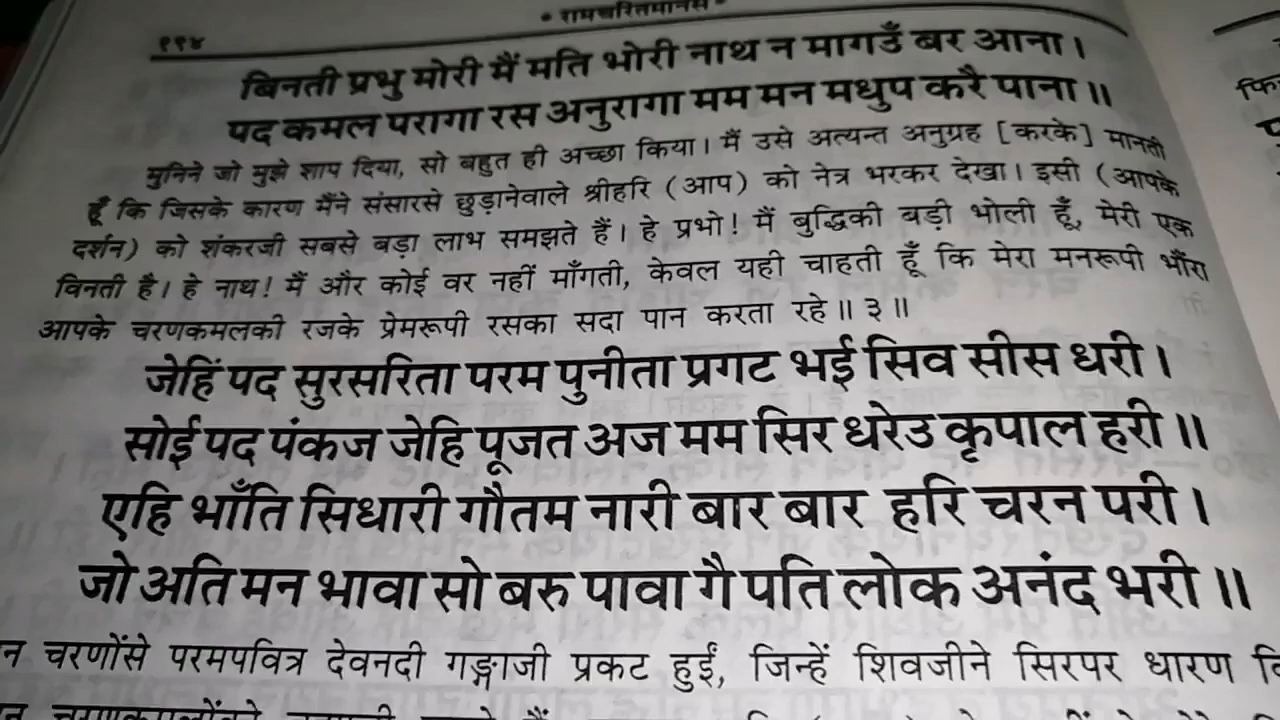 • रामचरितमानस •
११४
बिनती प्रभु मोरी मैं मति भोरी नाथ न मागउँ बर आना।
पद कमल परागा रस अनुरागा मम मन मधुप करै पाना॥
मुनिने जो मुझे शाप दिया, सो बहुत ही अच्छा किया। मैं उसे अत्यन्त अनुग्रह [करके] मानती
हूँ कि जिसके कारण मैंने संसारसे छुड़ानेवाले श्रीहरि (आप) को नेत्र भरकर देखा। इसी (आपके
दर्शन) को शंकरजी सबसे बड़ा लाभ समझते हैं। हे प्रभो! मैं बुद्धिकी बड़ी भोली हूँ, मेरी एक
विनती है। हे नाथ! मैं और कोई वर नहीं माँगती, केवल यही चाहती हूँ कि मेरा मनरूपी भौंरा
आपके चरणकमलकी रजके प्रेमरूपी रसका सदा पान करता रहे॥ ३॥
जेहिं पद सुरसरिता परम पुनीता प्रगट भई सिव सीस धरी।
सोई पद पंकज जेहि पूजत अज मम सिर धरेउ कृपाल हरी॥
एहि भाँति सिधारी गौतम नारी बार बार हरि चरन परी।
जो अति मन भावा सो बरु पावा गै पति लोक अनंद भरी॥
चरणोंसे परमपवित्र देवनदी गङ्गाजी प्रकट हुईं, जिन्हें शिवजीने सिरपर धारण